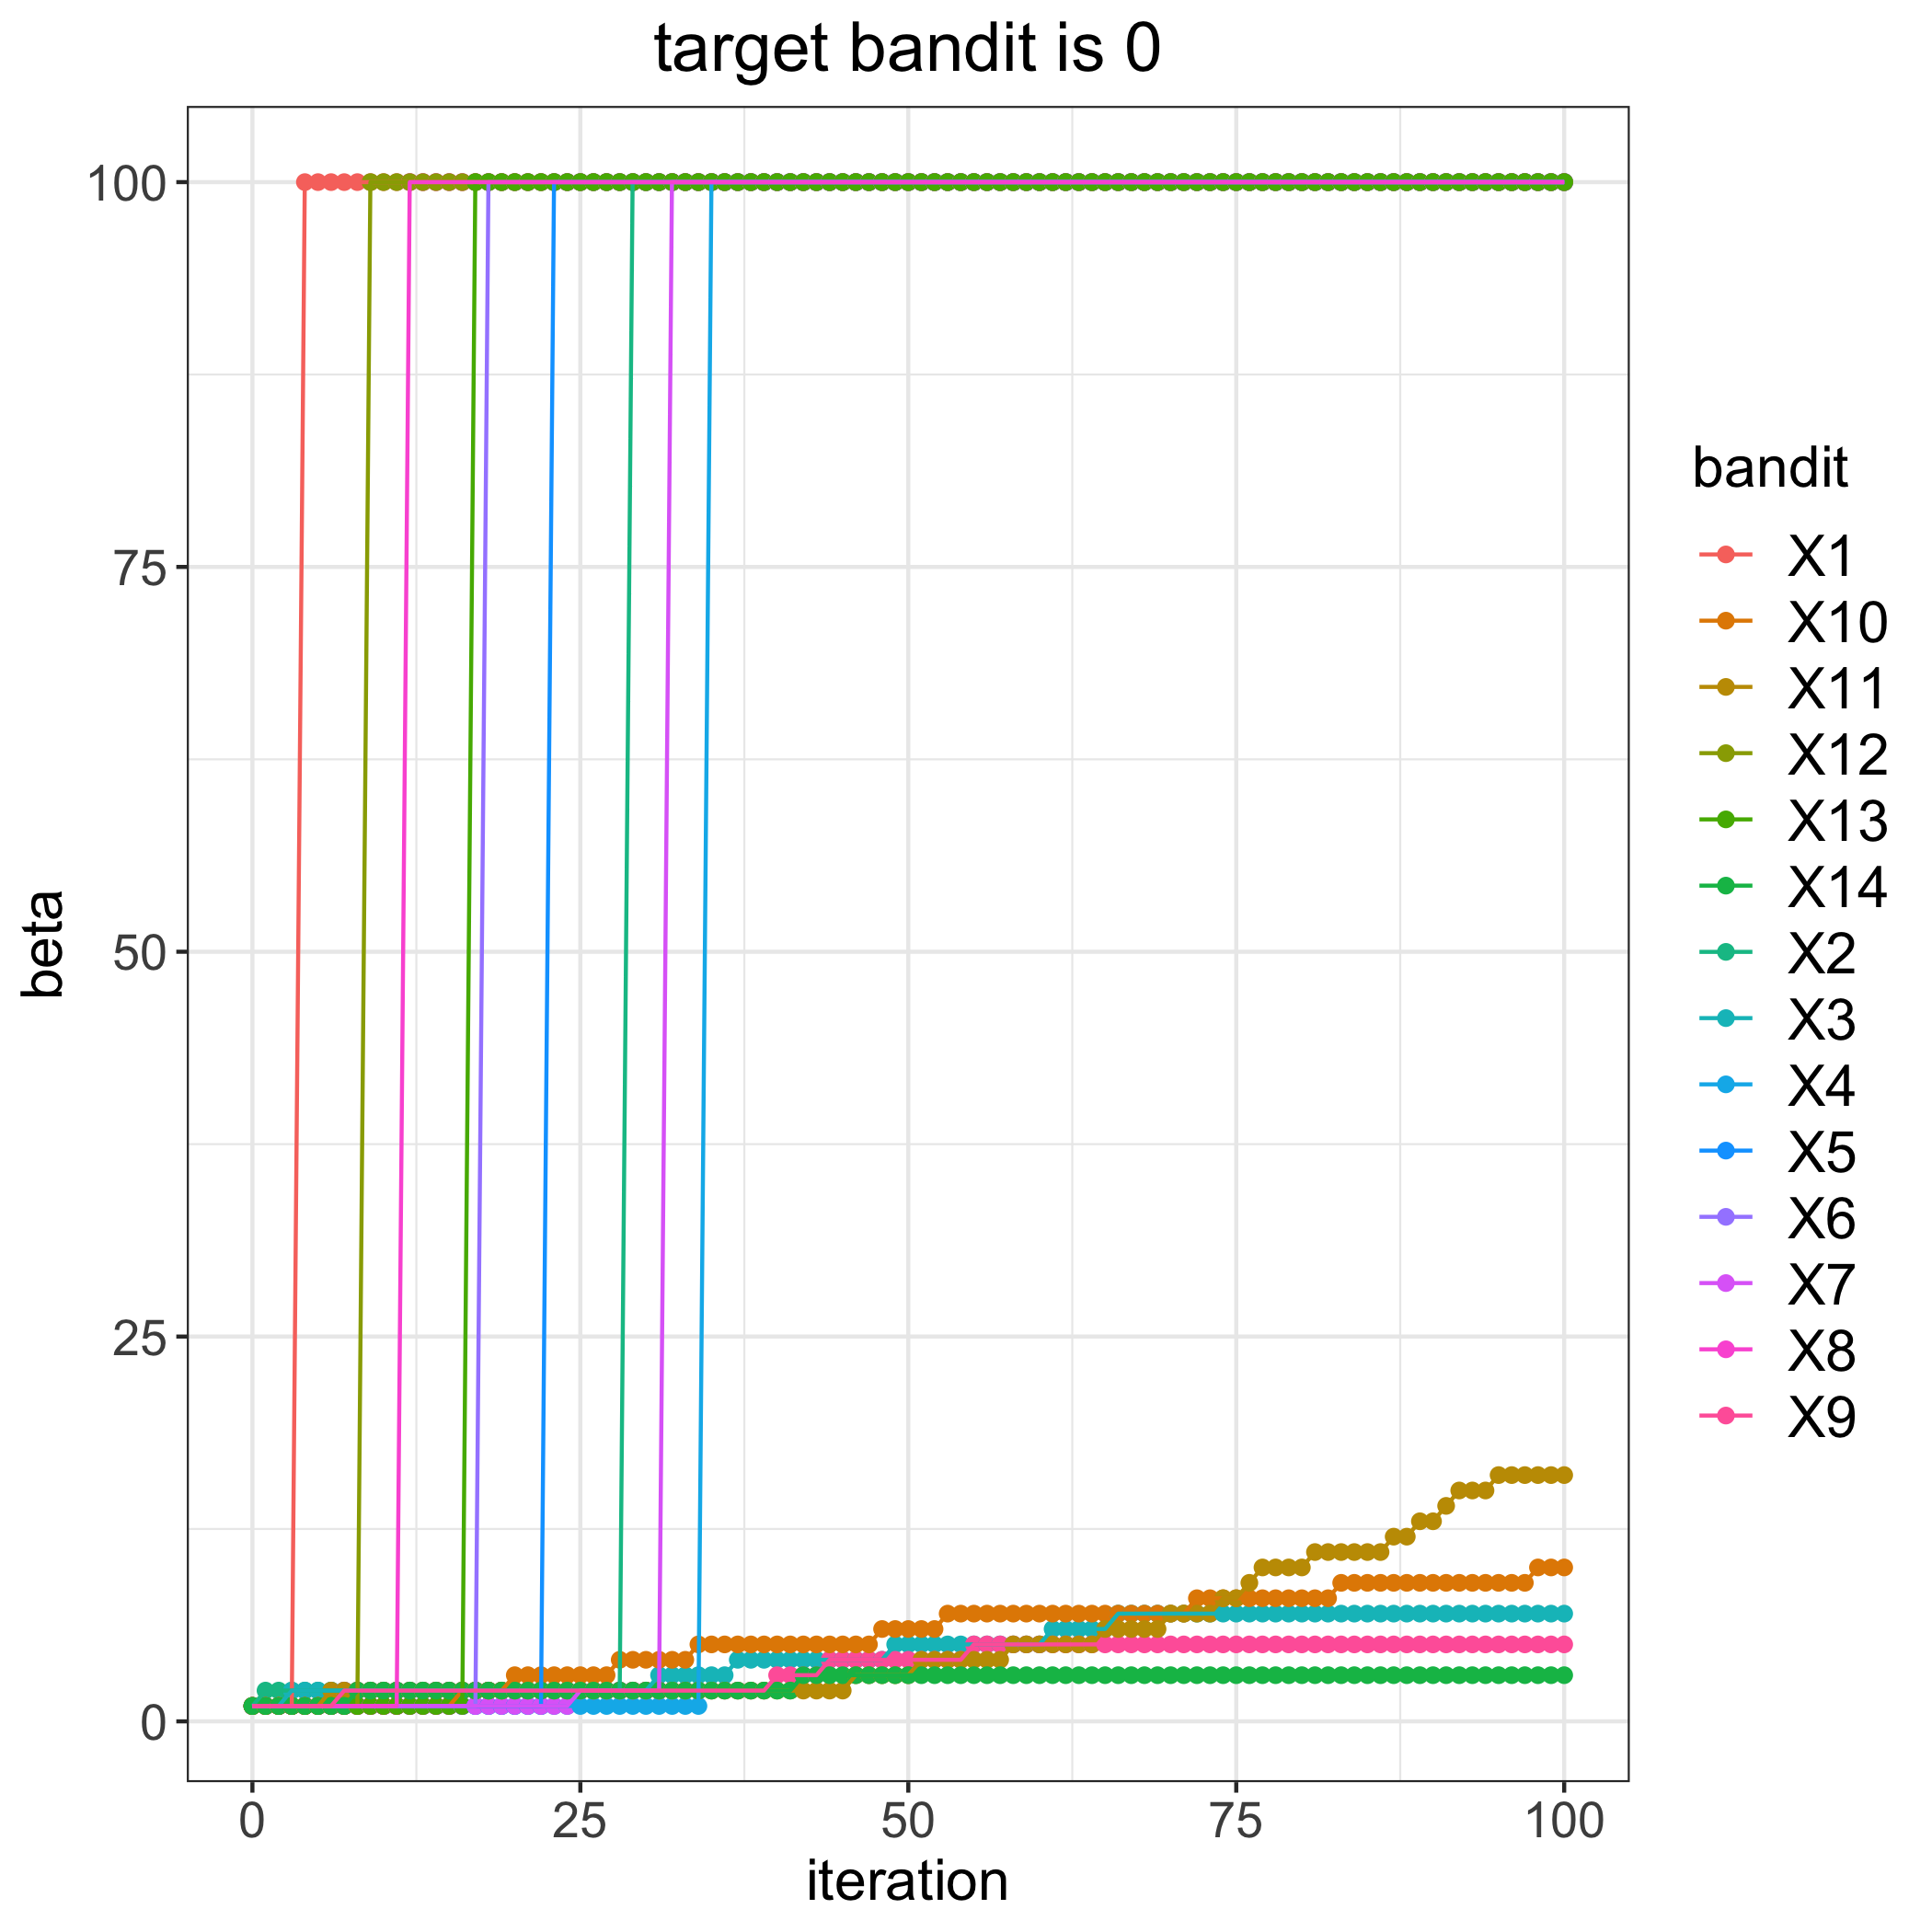 target bandit is 0
100
75
50
25
0
beta
0 25 50 75 100
iteration
bandit
X1
X10
X11
X12
X13
X14
X2
X3
X4
X5
X6
X7
X8
X9